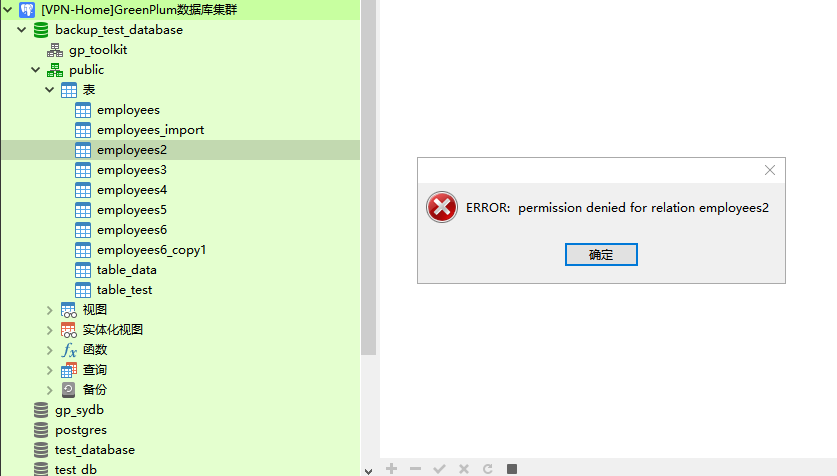 [VPN-Home]GreenPlum数据库集群
backup_test_database
gp_toolkit
public
表
employees
employees_import
employees2
employees3
employees4
employees5
employees6
employees6_copy1
table_data
table_test
视图
实体化视图
函数
查询
备份
gp_sydb
postgres
test_database
test_db
ERROR: permission denied for relation employees2
确定